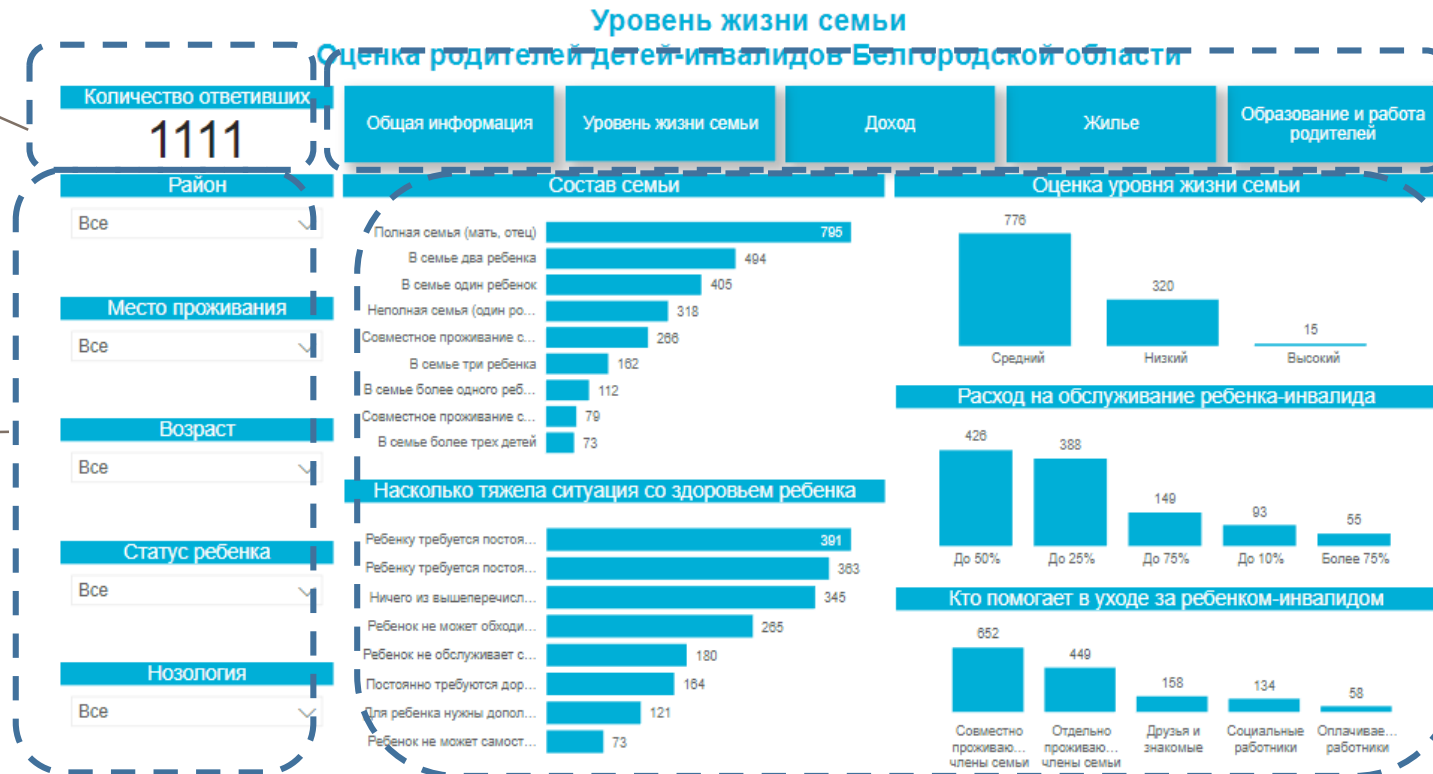 Уровень жизни семьи
Оценка родителей детей-инвалидов Белгородской области
Количество ответивших
1111
Общая информация
Уровень жизни семьи
Доход
Жилье
Образование и работа
родителей
Район
Все
Место проживания
Все
Возраст
Все
Статус ребенка
Все
Нозология
Все
Состав семьи
Полная семья (мать, отец) 795
В семье два ребенка 494
В семье один ребенок 405
Неполная семья (один ро... 318
Совместное проживание с... 266
В семье три ребенка 162
В семье более одного реб... 112
Совместное проживание с... 79
В семье более трех детей 73
Насколько тяжела ситуация со здоровьем ребенка
Ребенку требуется постоя... 391
Ребенку требуется постоя... 363
Ничего из вышеперечисл... 345
Ребенок не может обходи... 265
Ребенок не обслуживает с... 180
Постоянно требуются дор... 164
Для ребенка нужны допол... 121
Ребенок не может самост... 73
Оценка уровня жизни семьи
776 320 15
Средний Низкий Высокий
Расход на обслуживание ребенка-инвалида
426 388 149 93 55
До 50% До 25% До 75% До 10% Более 75%
Кто помогает в уходе за ребенком-инвалидом
652 449 158 134 58
Совместно Отдельно Друзья и Социальные Оплачивае...
проживаю... проживаю... знакомые работники работники
члены семьи члены семьи